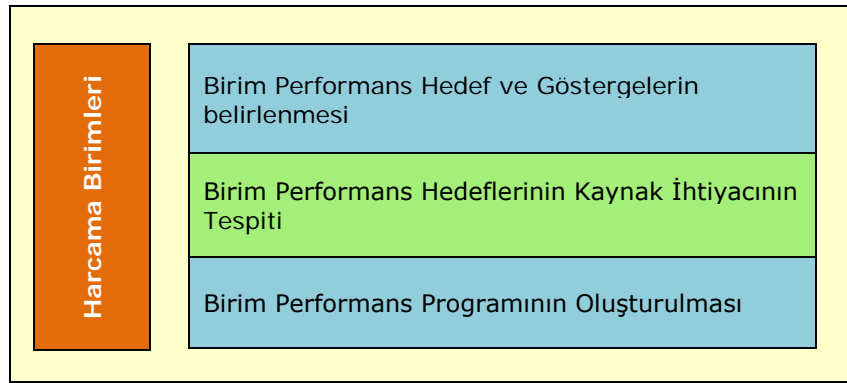 Harcama Birimleri
Birim Performans Hedef ve Göstergelerin
belirlenmesi
Birim Performans Hedeflerinin Kaynak İhtiyacının
Tespiti
Birim Performans Programının Oluşturulması